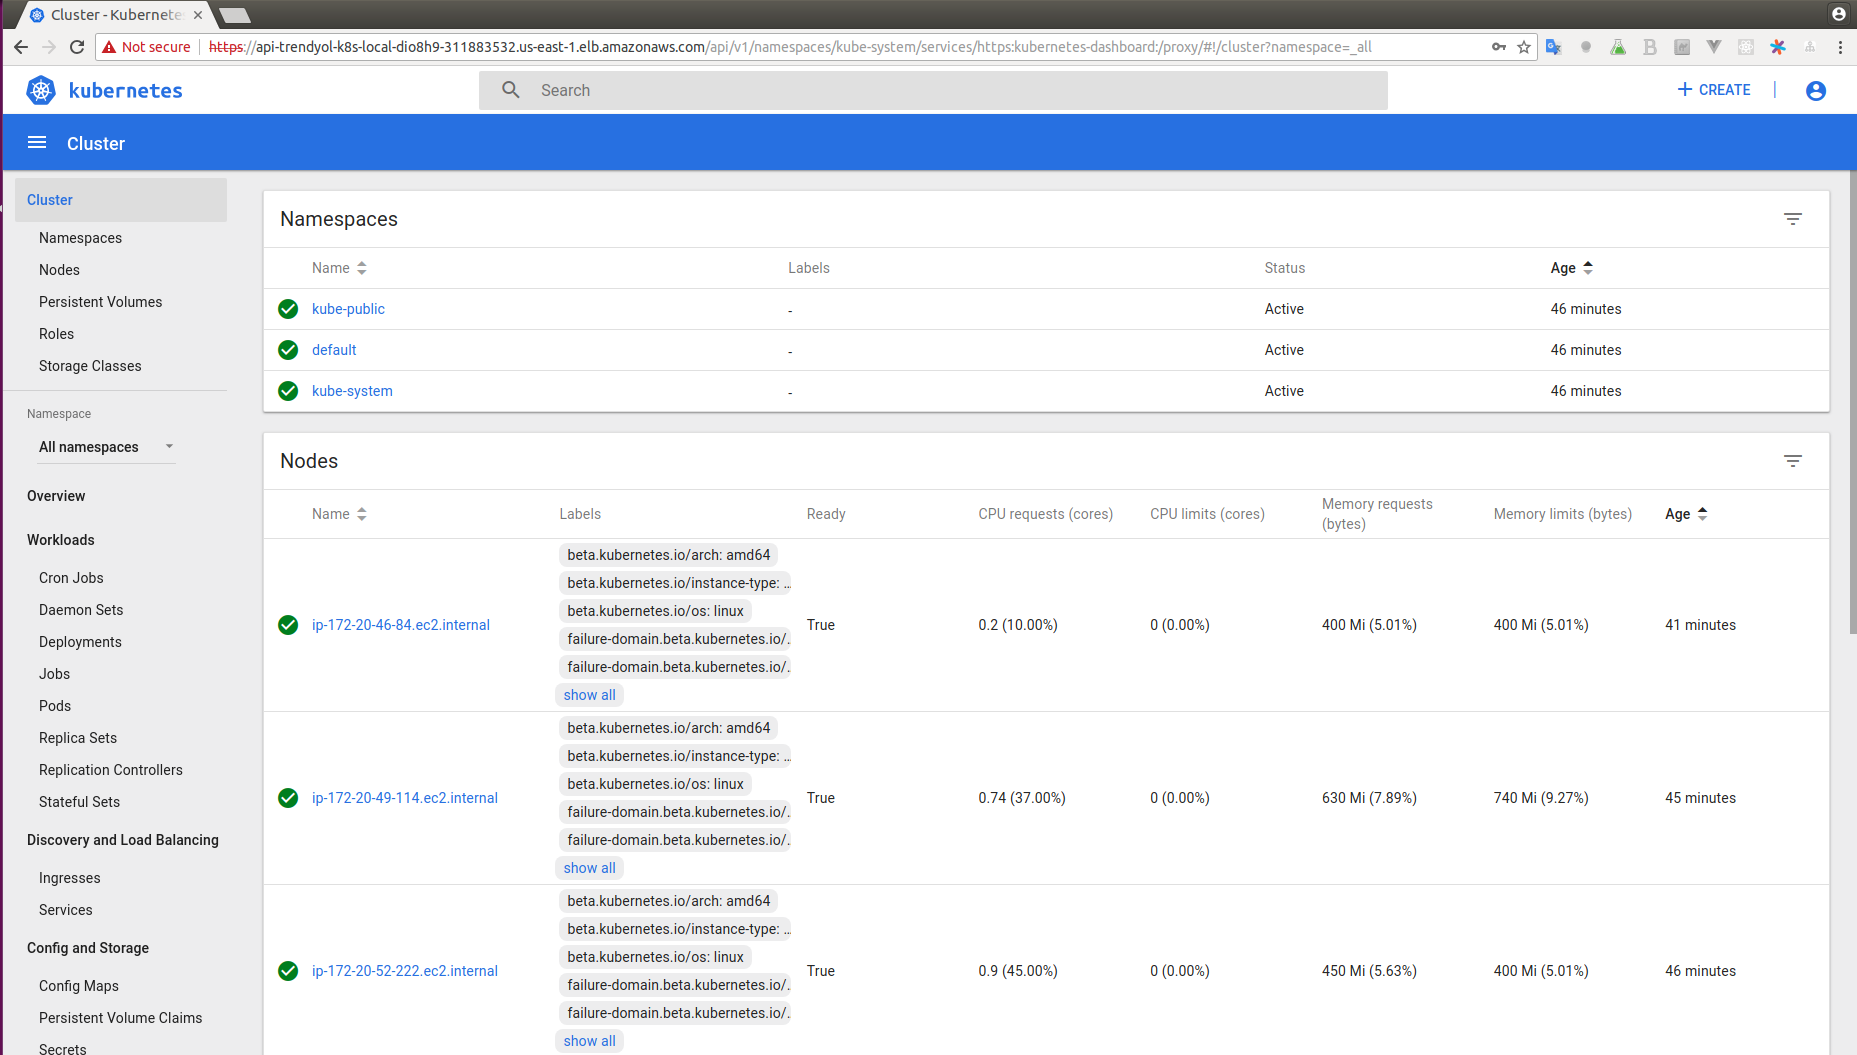 Cluster - Kubernetes
Not secure https://api-trendyol-k8s-local-dio8h9-311883532.us-east-1.elb.amazonaws.com/api/v1/namespaces/kube-system/services/https:kubernetes-dashboard:/proxy/#!/cluster?namespace=_all
kubernetes
Search
CREATE
Cluster
Cluster
Namespaces
Nodes
Persistent Volumes
Roles
Storage Classes
Namespace
All namespaces
Overview
Workloads
Cron Jobs
Daemon Sets
Deployments
Jobs
Pods
Replica Sets
Replication Controllers
Stateful Sets
Discovery and Load Balancing
Ingresses
Services
Config and Storage
Config Maps
Persistent Volume Claims
Secrets
Namespaces
Name Labels Status Age
kube-public - Active 46 minutes
default - Active 46 minutes
kube-system - Active 46 minutes
Nodes
Name Labels Ready CPU requests (cores) CPU limits (cores) Memory requests (bytes) Memory limits (bytes) Age
beta.kubernetes.io/arch: amd64
beta.kubernetes.io/instance-type: ...
beta.kubernetes.io/os: linux
ip-172-20-46-84.ec2.internal True 0.2 (10.00%) 0 (0.00%) 400 Mi (5.01%) 400 Mi (5.01%) 41 minutes
failure-domain.beta.kubernetes.io/..
failure-domain.beta.kubernetes.io/..
show all
beta.kubernetes.io/arch: amd64
beta.kubernetes.io/instance-type: ...
beta.kubernetes.io/os: linux
ip-172-20-49-114.ec2.internal True 0.74 (37.00%) 0 (0.00%) 630 Mi (7.89%) 740 Mi (9.27%) 45 minutes
failure-domain.beta.kubernetes.io/..
failure-domain.beta.kubernetes.io/..
show all
beta.kubernetes.io/arch: amd64
beta.kubernetes.io/instance-type: ...
beta.kubernetes.io/os: linux
ip-172-20-52-222.ec2.internal True 0.9 (45.00%) 0 (0.00%) 450 Mi (5.63%) 400 Mi (5.01%) 46 minutes
failure-domain.beta.kubernetes.io/..
failure-domain.beta.kubernetes.io/..
show all